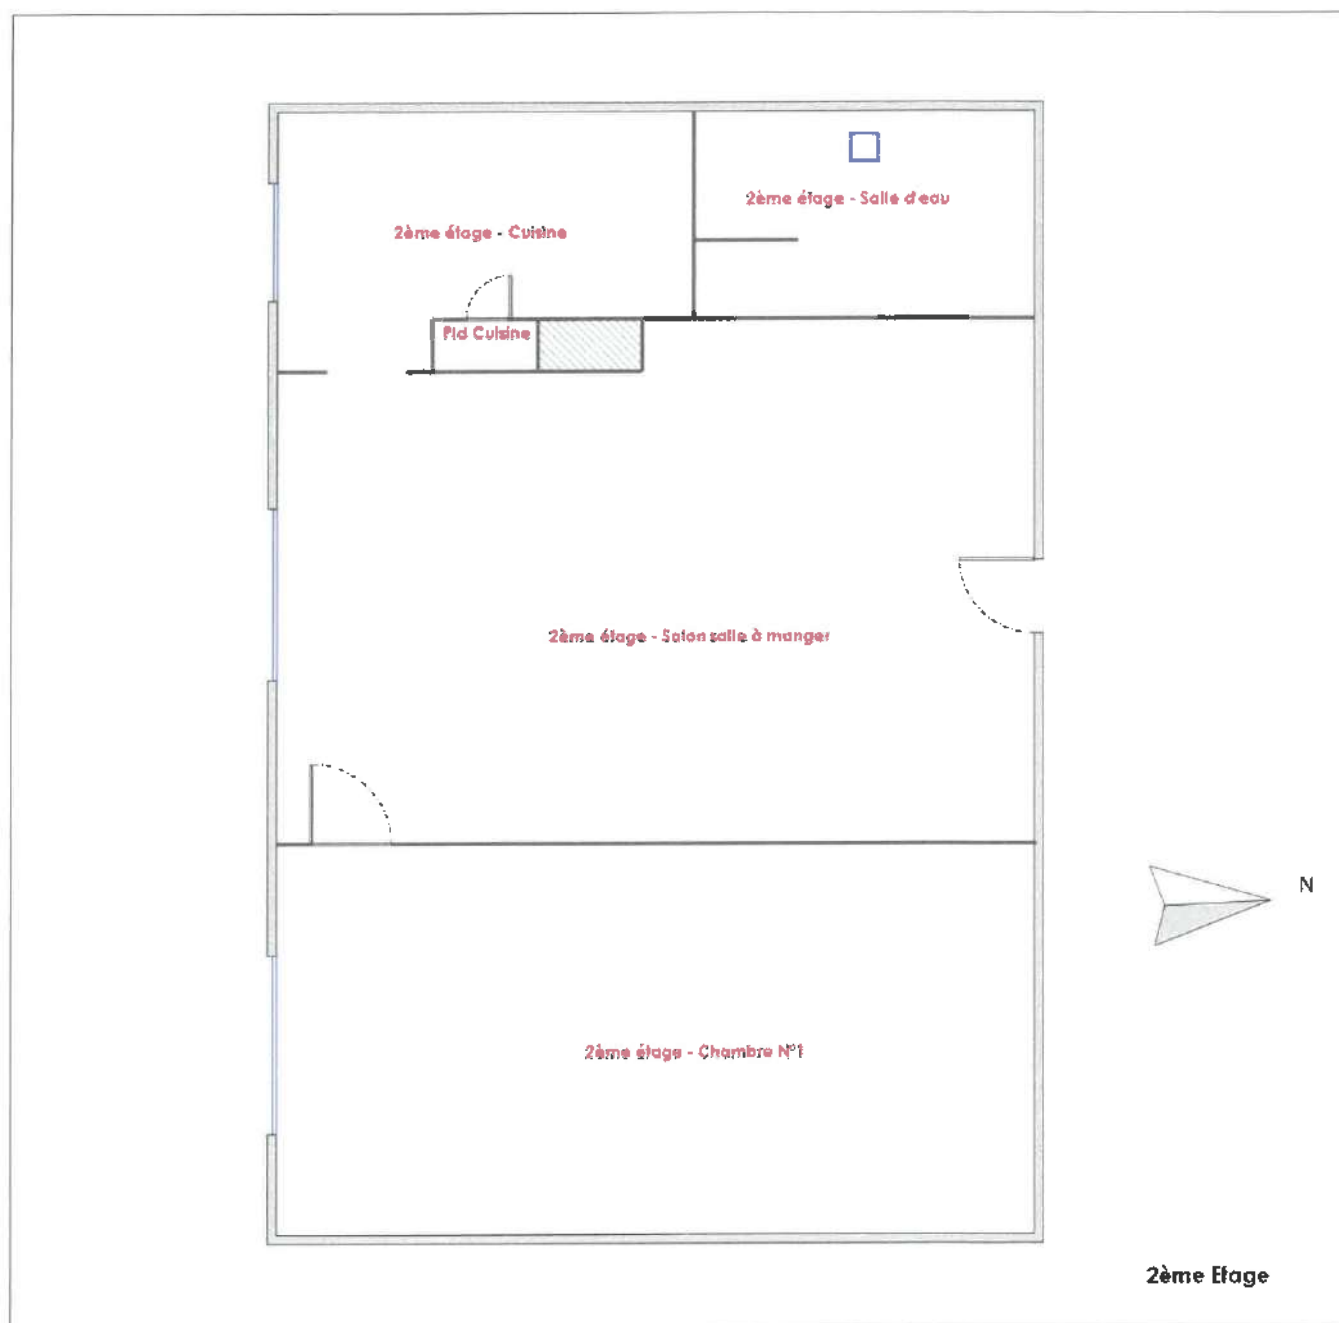 2ème étage - Salle d'eau
2ème étage - Cuisine
Pld Cuisine
2ème étage - Salon salle à manger
N
2ème étage - Chambre N°1
2ème Etage